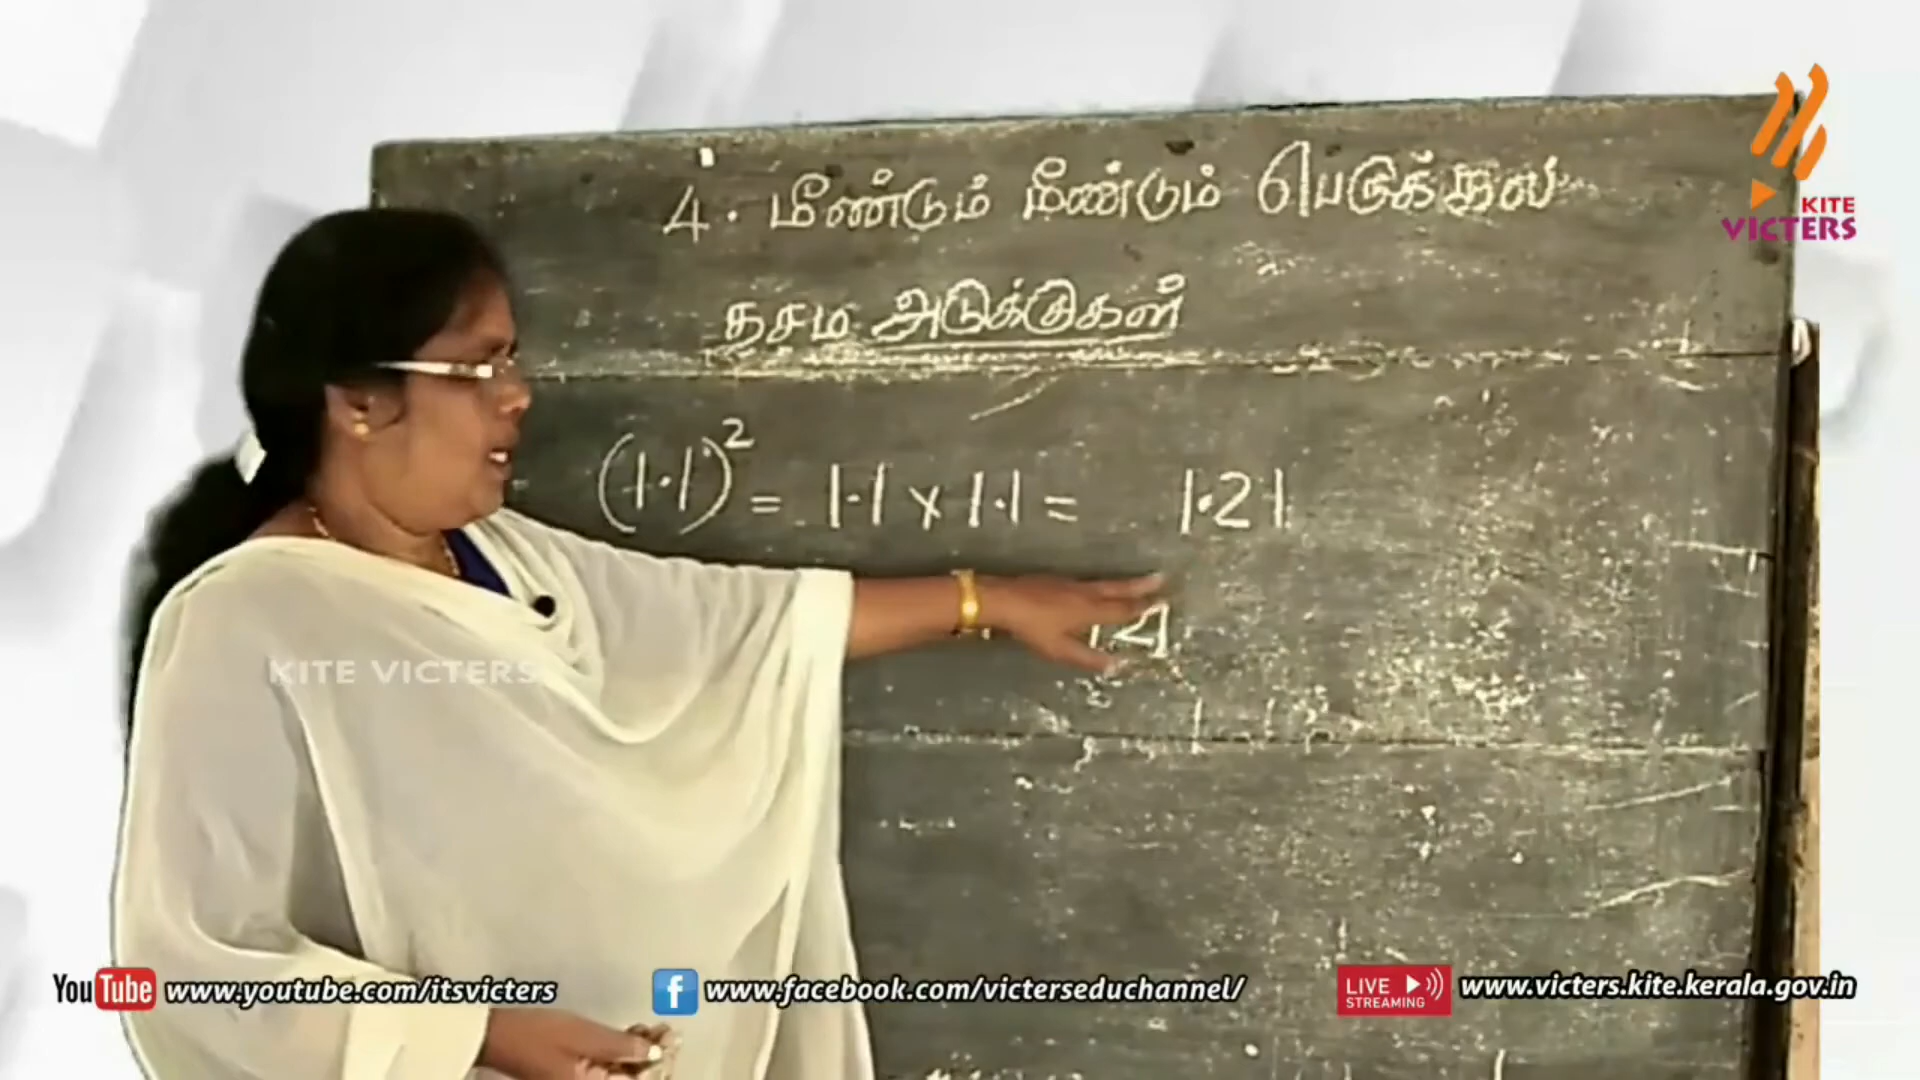 4. மீண்டும் மீண்டும் பெருக்கல்
தசம அடுக்குகள்
(1·1)² = 1·1 x 1·1 = 1·21
KITE
VICTERS
KITE VICTERS
YouTube www.youtube.com/itsvicters
f www.facebook.com/victerseduchannel/
LIVE STREAMING www.victers.kite.kerala.gov.in